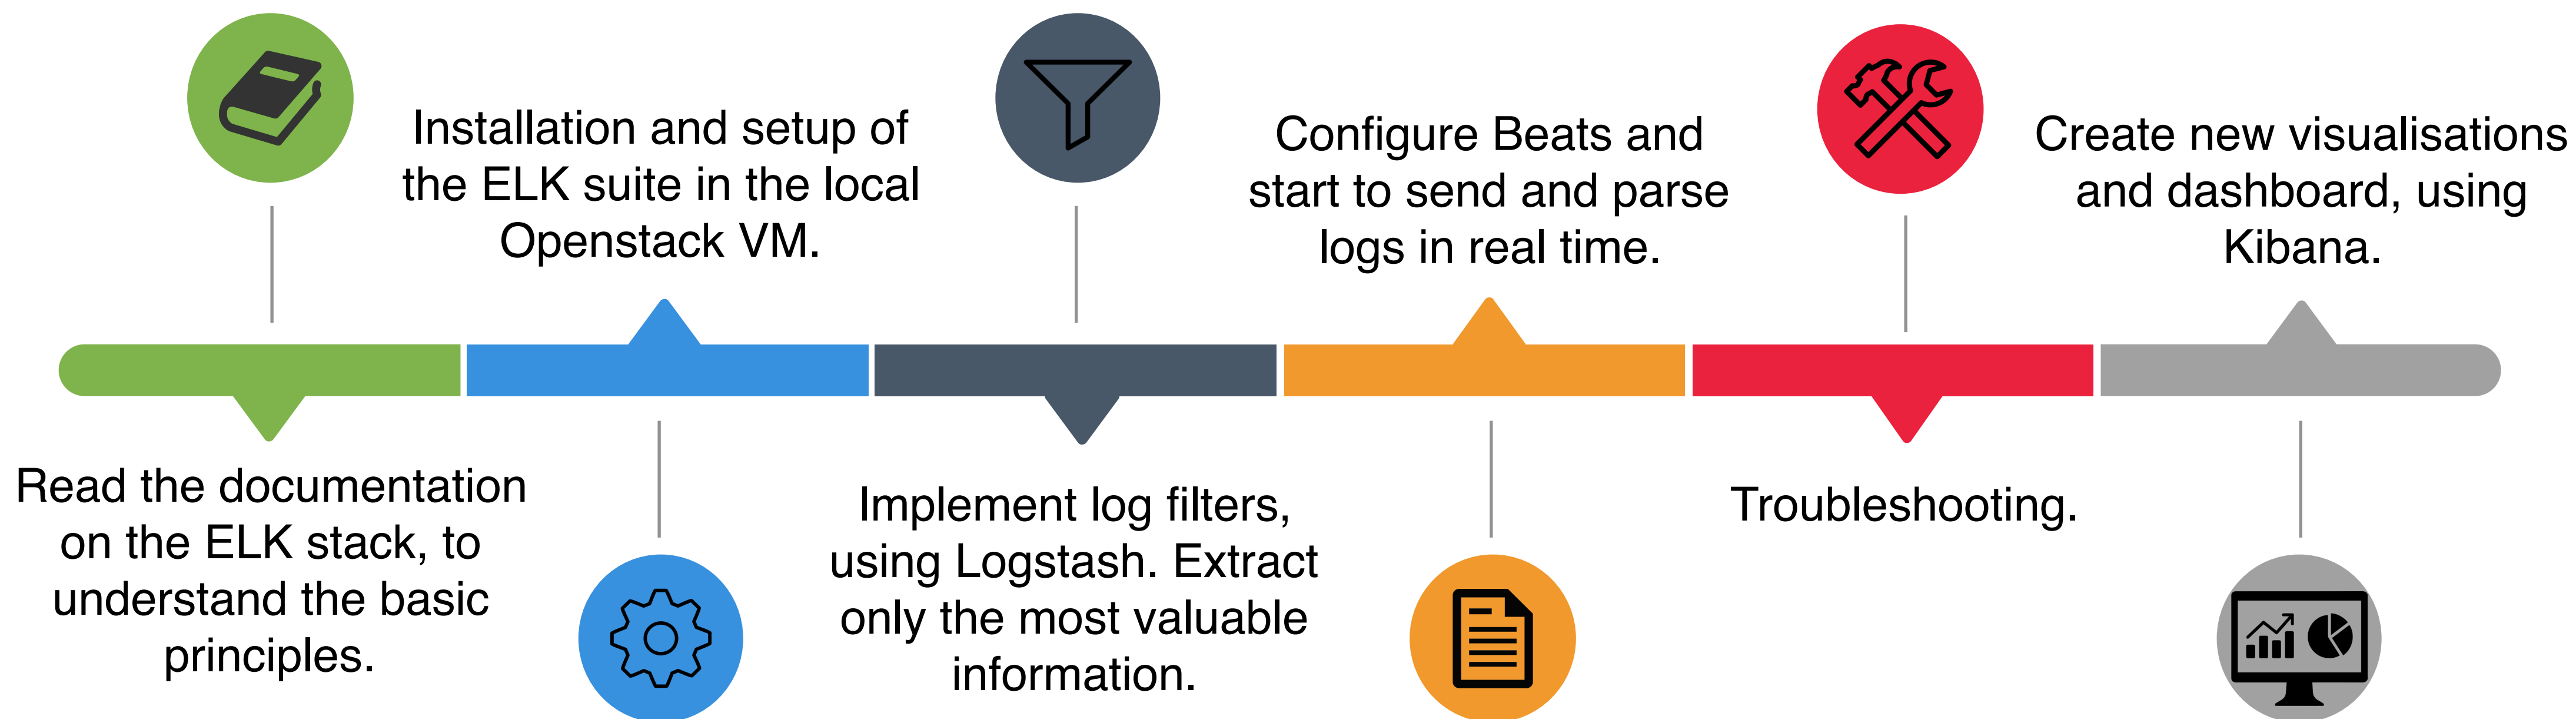 Read the documentation
on the ELK stack, to
understand the basic
principles.
Installation and setup of
the ELK suite in the local
Openstack VM.
Implement log filters,
using Logstash. Extract
only the most valuable
information.
Configure Beats and
start to send and parse
logs in real time.
Troubleshooting.
Create new visualisations
and dashboard, using
Kibana.